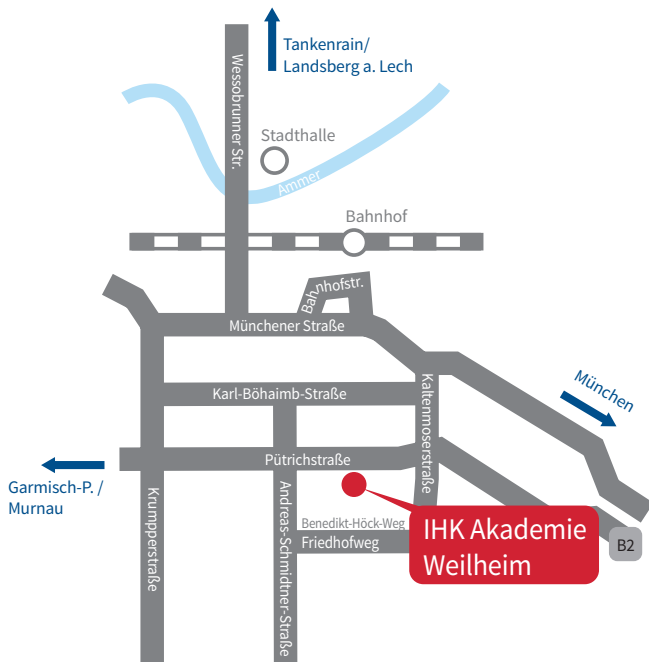 Tankenrain/
Landsberg a. Lech
Wessobrunner Str.
Stadthalle
Ammer
Bahnhof
Bahnhofstr.
Münchener Straße
München
Karl-Böhaimb-Straße
Kaltenmoserstraße
Pütrichstraße
Garmisch-P. /
Murnau
Krumpperstraße
Andreas-Schmidtner-Straße
Benedikt-Höck-Weg
Friedhofweg
IHK Akademie
Weilheim
B2